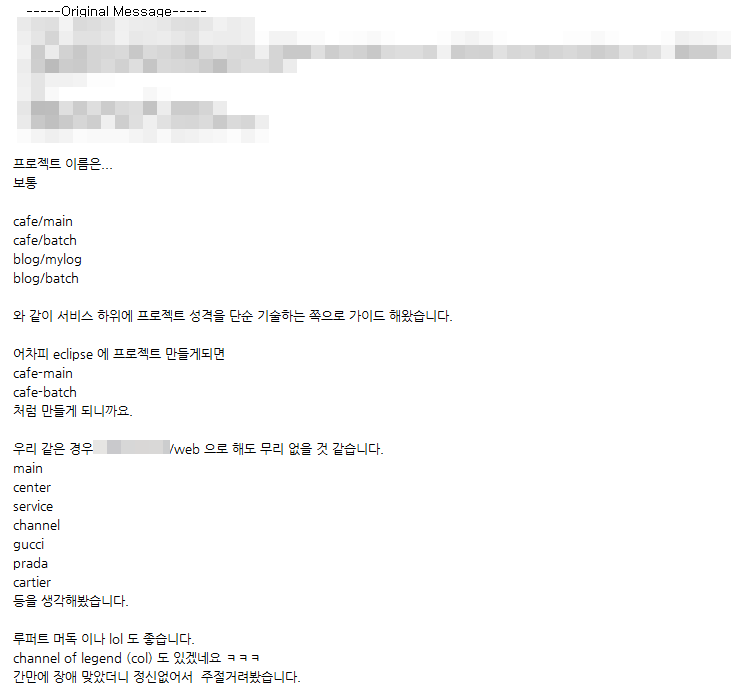 -----Original Message-----
프로젝트 이름은...
보통
cafe/main
cafe/batch
blog/mylog
blog/batch
와 같이 서비스 하위에 프로젝트 성격을 단순 기술하는 쪽으로 가이드 해왔습니다.
어차피 eclipse 에 프로젝트 만들게되면
cafe-main
cafe-batch
처럼 만들게 되니까요.
우리 같은 경우 /web 으로 해도 무리 없을 것 같습니다.
main
center
service
channel
gucci
prada
cartier
등을 생각해봤습니다.
루퍼트 머독 이나 lol 도 좋습니다.
channel of legend (col) 도 있겠네요 ㅋㅋㅋ
간만에 장애 맞았더니 정신없어서 주절거려봤습니다.